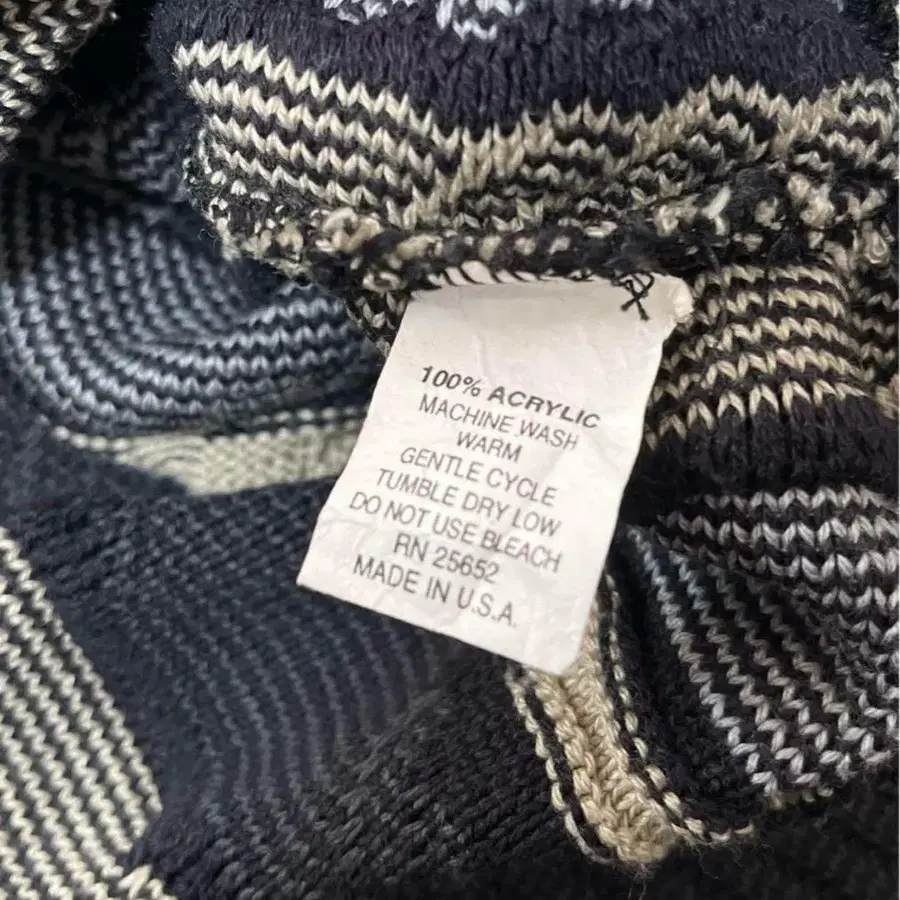 100% ACRYLIC
MACHINE WASH
WARM
GENTLE CYCLE
TUMBLE DRY LOW
DO NOT USE BLEACH
RN 25652
MADE IN U.S.A.